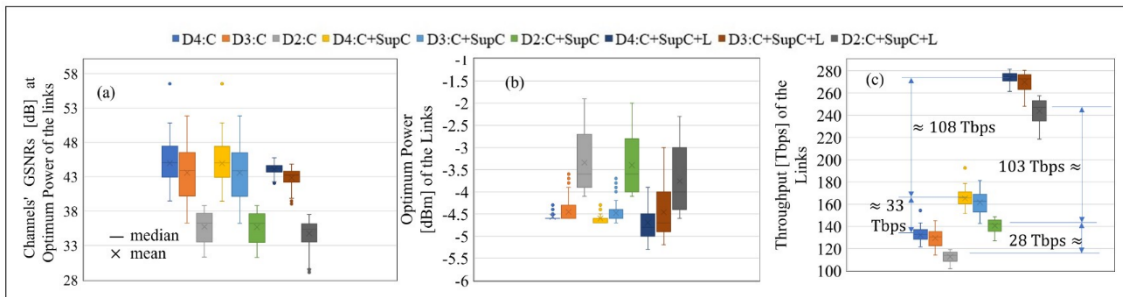 D4:C D3:C D2:C D4:C+SupC D3:C+SupC D2:C+SupC D4:C+SupC+L D3:C+SupC+L D2:C+SupC+L
Channels' GSNRs [dB] at
Optimum Power of the links
58
53
48
43
38
33
28
(a)
median
mean
Optimum Power
[dBm] of the Links
-1
-1.5
-2
-2.5
-3
-3.5
-4
-4.5
-5
-5.5
-6
(b)
Throughput [Tbps] of the
Links
280
260
240
220
200
180
160
140
120
100
(c)
≈ 108 Tbps
103 Tbps ≈
≈ 33
Tbps
28 Tbps ≈